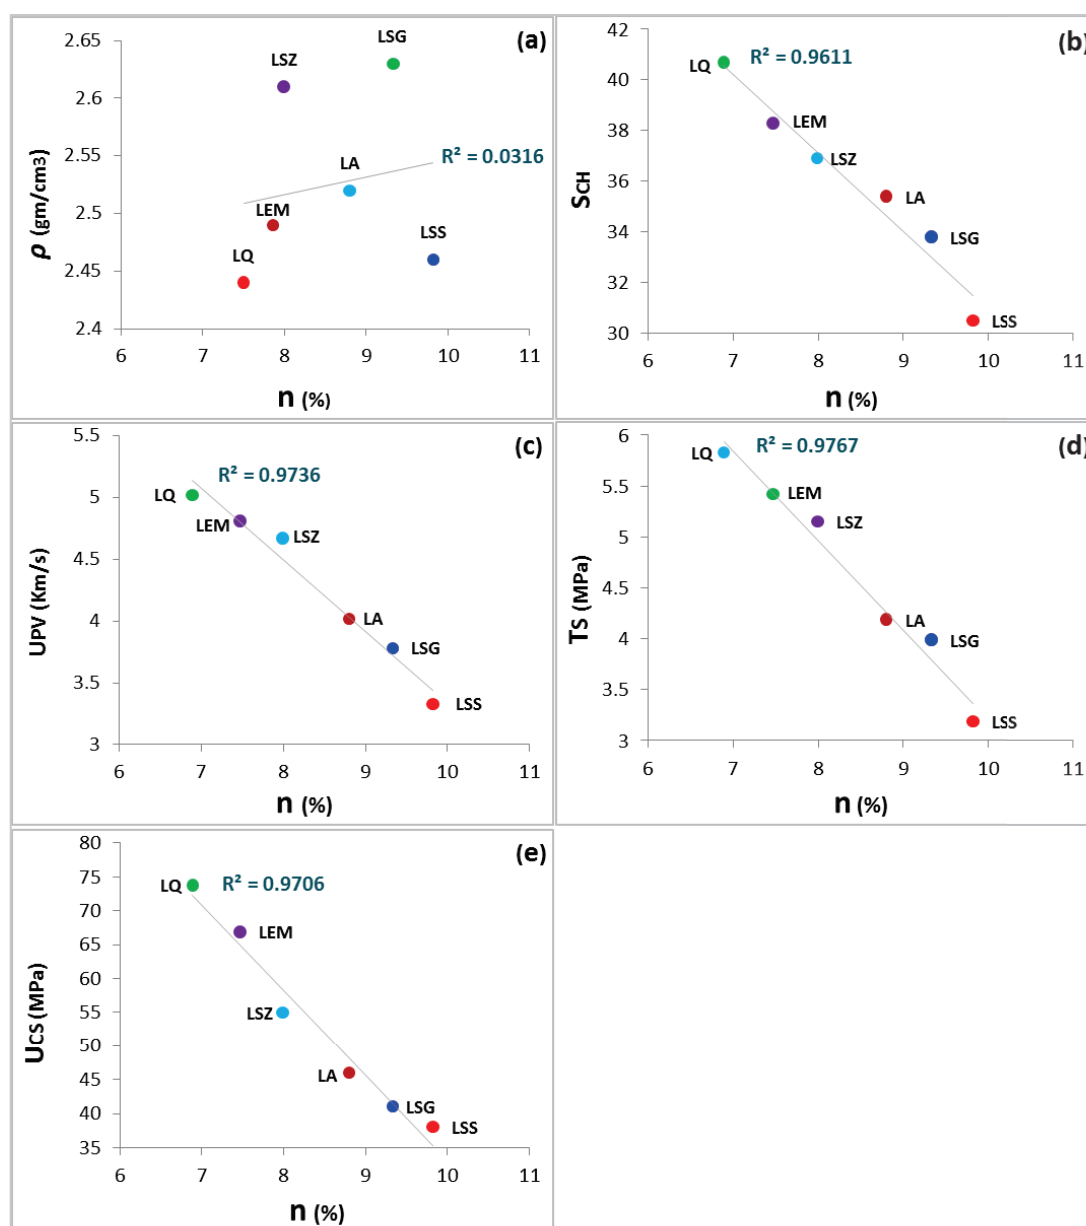 (a)
2.65
2.6
2.55
2.5
2.45
2.4
ρ (gm/cm3)
LSZ
LSG
LA
R² = 0.0316
LEM
LQ
LSS
6 7 8 9 10 11
n (%)
(b)
42
40
38
36
34
32
30
SCH
R² = 0.9611
LQ
LEM
LSZ
LA
LSG
LSS
6 7 8 9 10 11
n (%)
(c)
5.5
5
4.5
4
3.5
3
UPV (Km/s)
R² = 0.9736
LQ
LEM
LSZ
LA
LSG
LSS
6 7 8 9 10 11
n (%)
(d)
6
5.5
5
4.5
4
3.5
3
TS (MPa)
R² = 0.9767
LQ
LEM
LSZ
LA
LSG
LSS
6 7 8 9 10 11
n (%)
(e)
80
75
70
65
60
55
50
45
40
35
UCS (MPa)
R² = 0.9706
LQ
LEM
LSZ
LA
LSG
LSS
6 7 8 9 10 11
n (%)